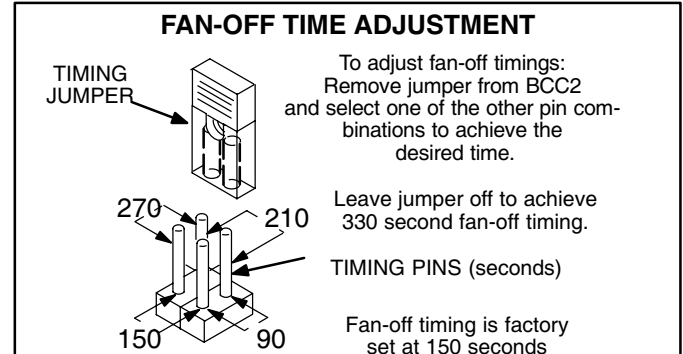 FAN-OFF TIME ADJUSTMENT
TIMING
JUMPER
To adjust fan-off timings:
Remove jumper from BCC2
and select one of the other pin com-
binations to achieve the
desired time.
270
210
Leave jumper off to achieve
330 second fan-off timing.
TIMING PINS (seconds)
150
90
Fan-off timing is factory
set at 150 seconds